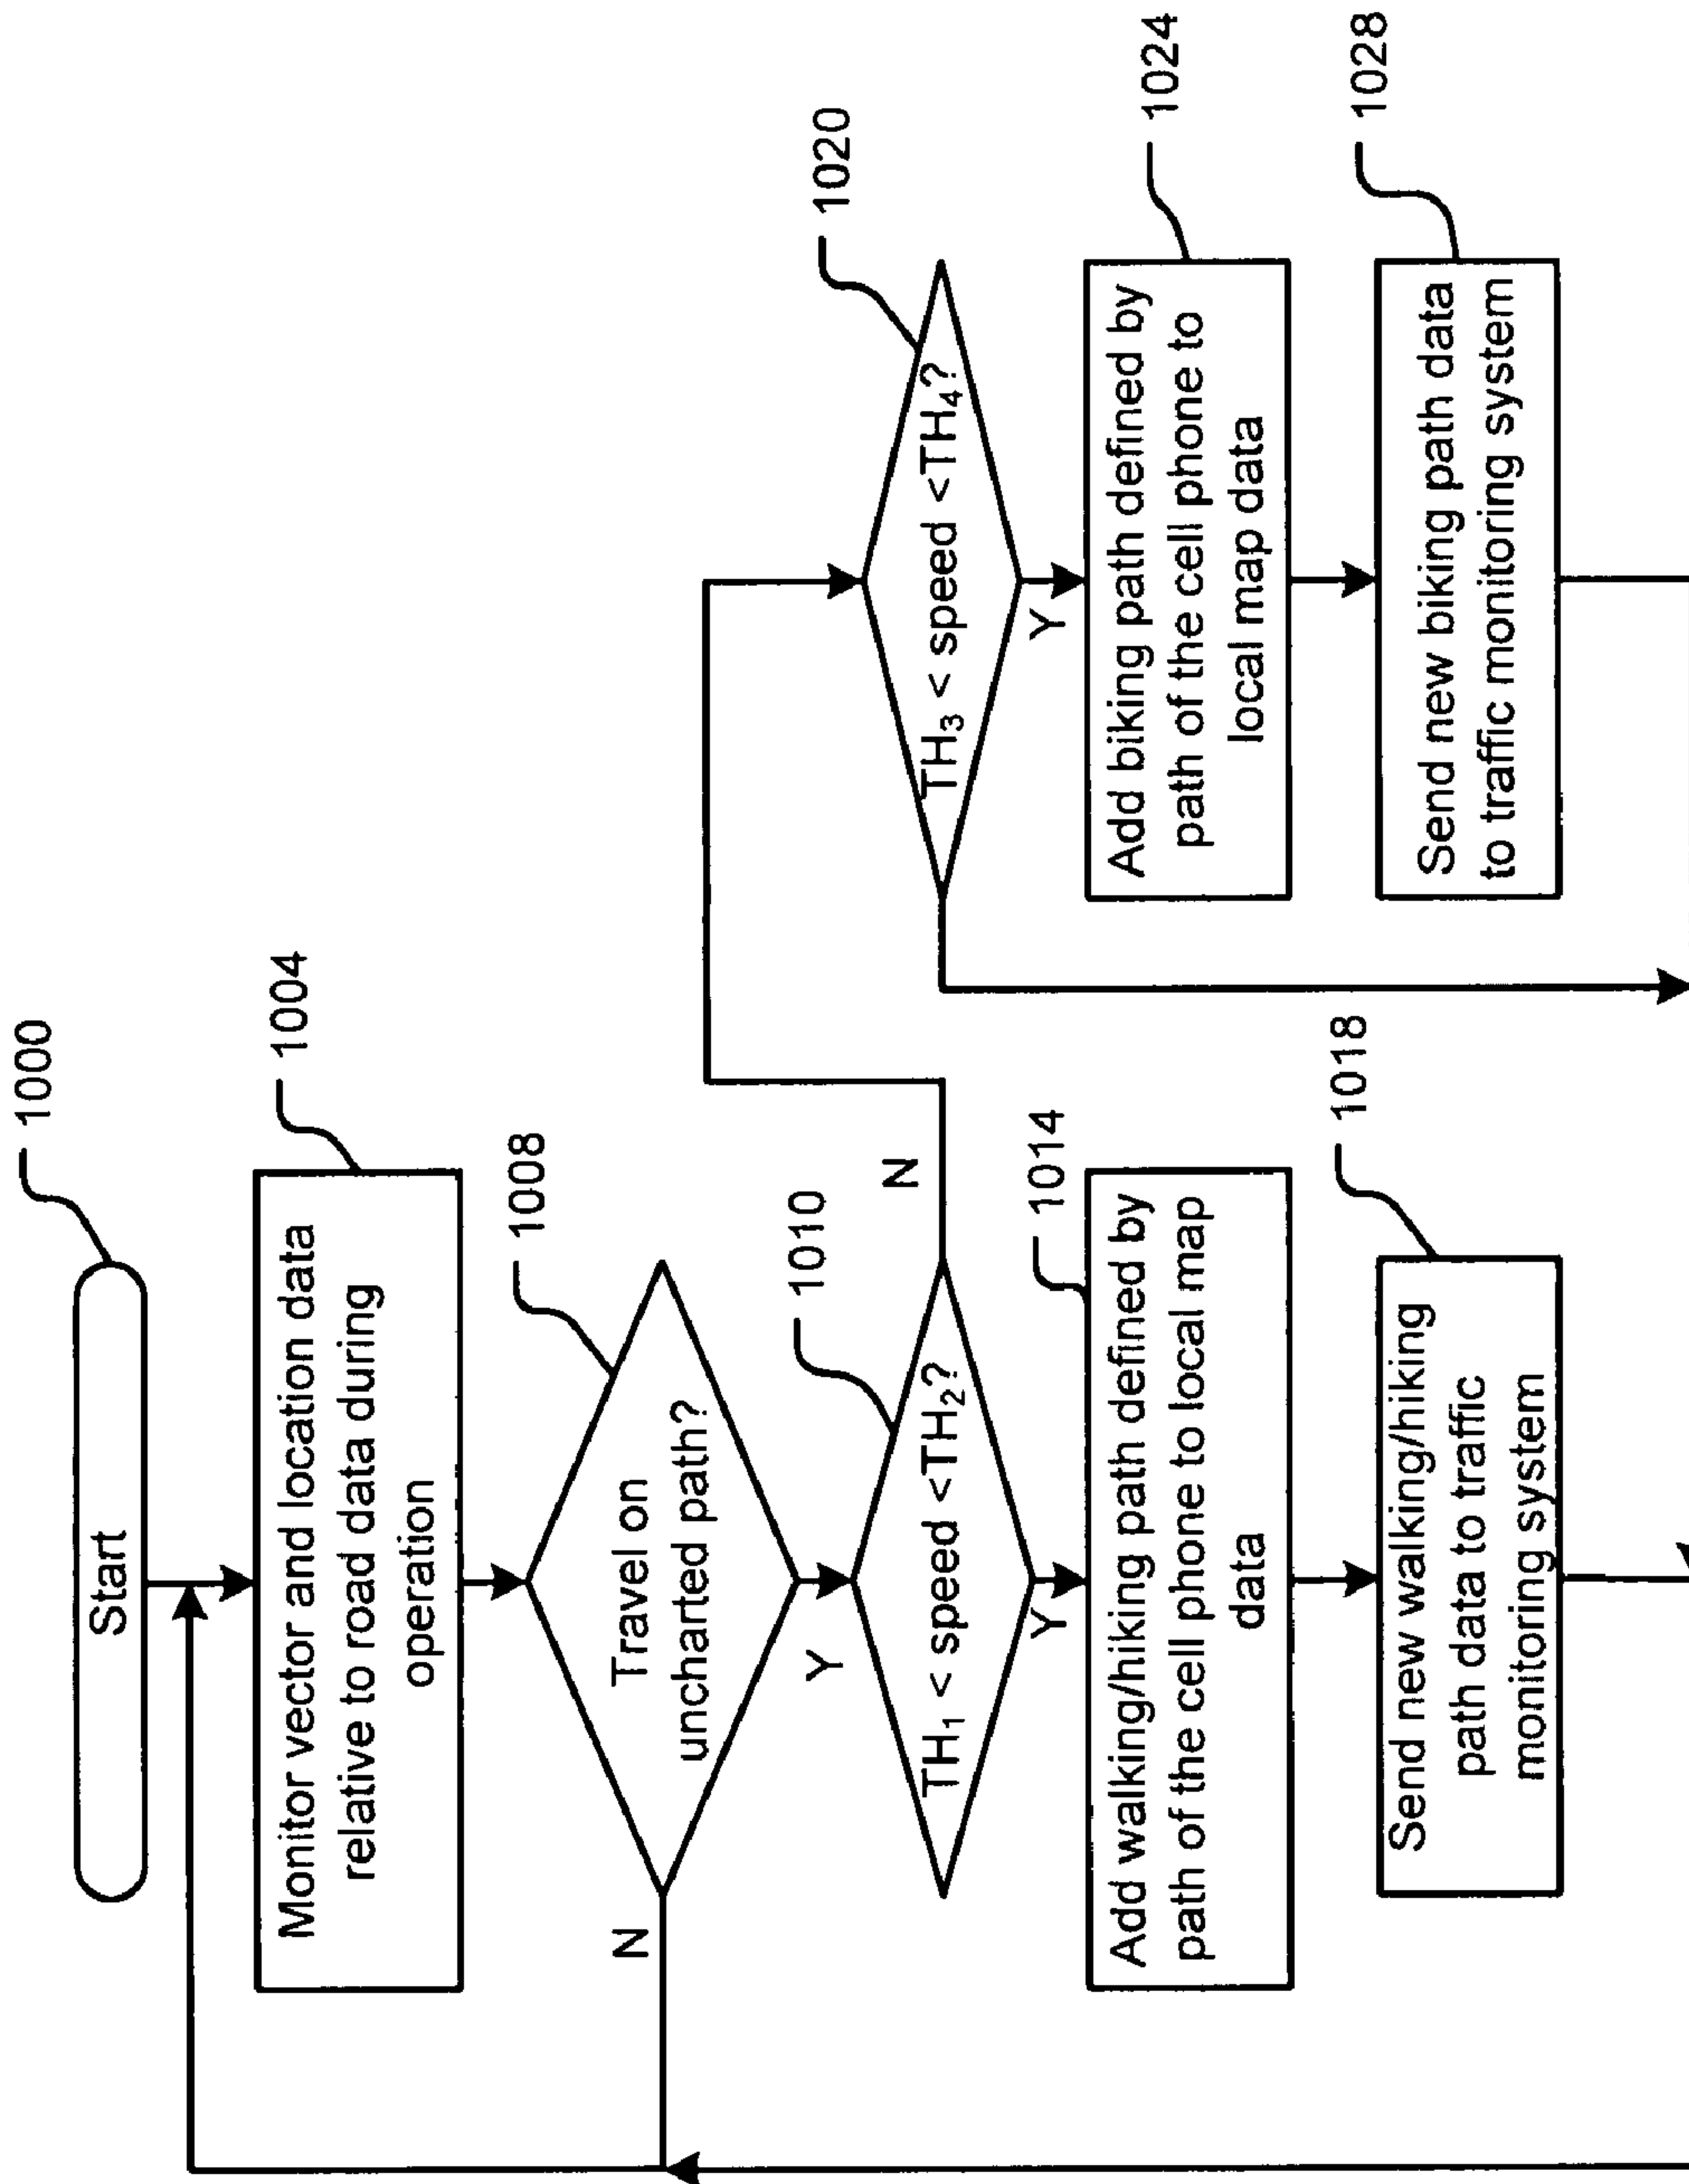 Start
1000
Monitor vector and location data
relative to road data during
operation
1004
Travel on
uncharted path?
1008
N
Y
TH₁ < speed <TH₂?
1010
N
Y
Add walking/hiking path defined by
path of the cell phone to local map
data
1014
Send new walking/hiking
path data to traffic
monitoring system
1018
TH₃ < speed <TH₄?
1020
Y
Add biking path defined by
path of the cell phone to
local map data
1024
Send new biking path data
to traffic monitoring system
1028